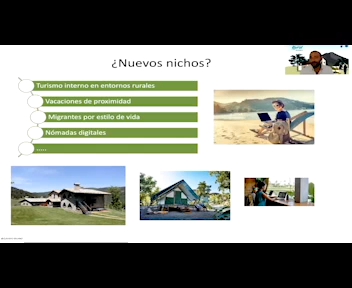 ¿Nuevos nichos?
Turismo interno en entornos rurales
Vacaciones de proximidad
Migrantes por estilo de vida
Nómadas digitales
.....